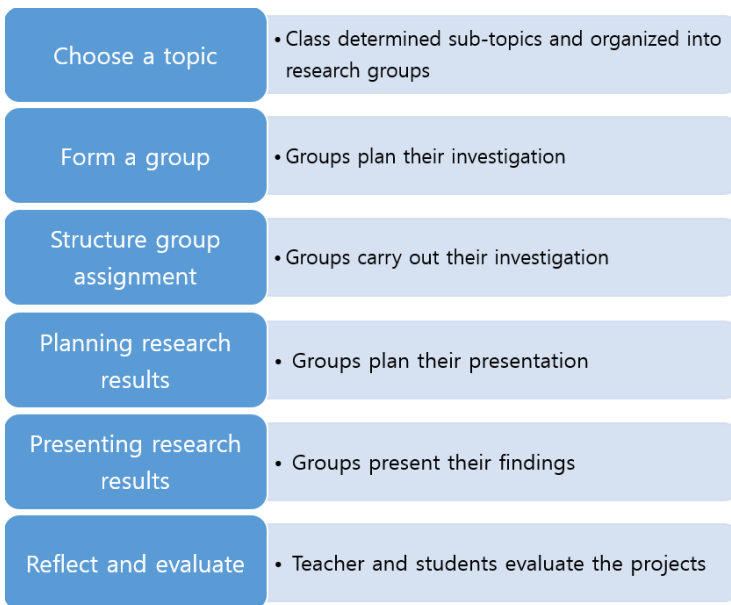 Choose a topic
• Class determined sub-topics and organized into
research groups
Form a group
• Groups plan their investigation
Structure group
assignment
• Groups carry out their investigation
Planning research
results
• Groups plan their presentation
Presenting research
results
• Groups present their findings
Reflect and evaluate
• Teacher and students evaluate the projects